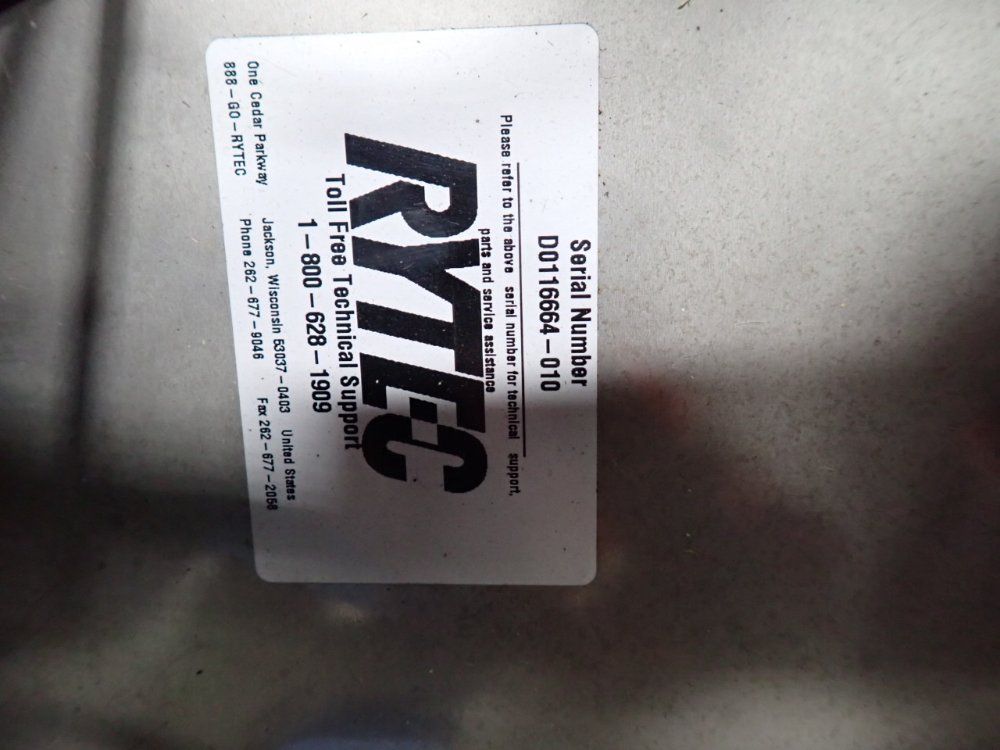 Serial Number
D0116664-010
Please refer to the above serial number for technical support,
parts and service assistance
RYTEC
Toll Free Technical Support
1-800-628-1909
One Cedar Parkway Jackson, Wisconsin 53037-0403 United States
888-GO-RYTEC Phone 262-677-9046 Fax 262-677-2058